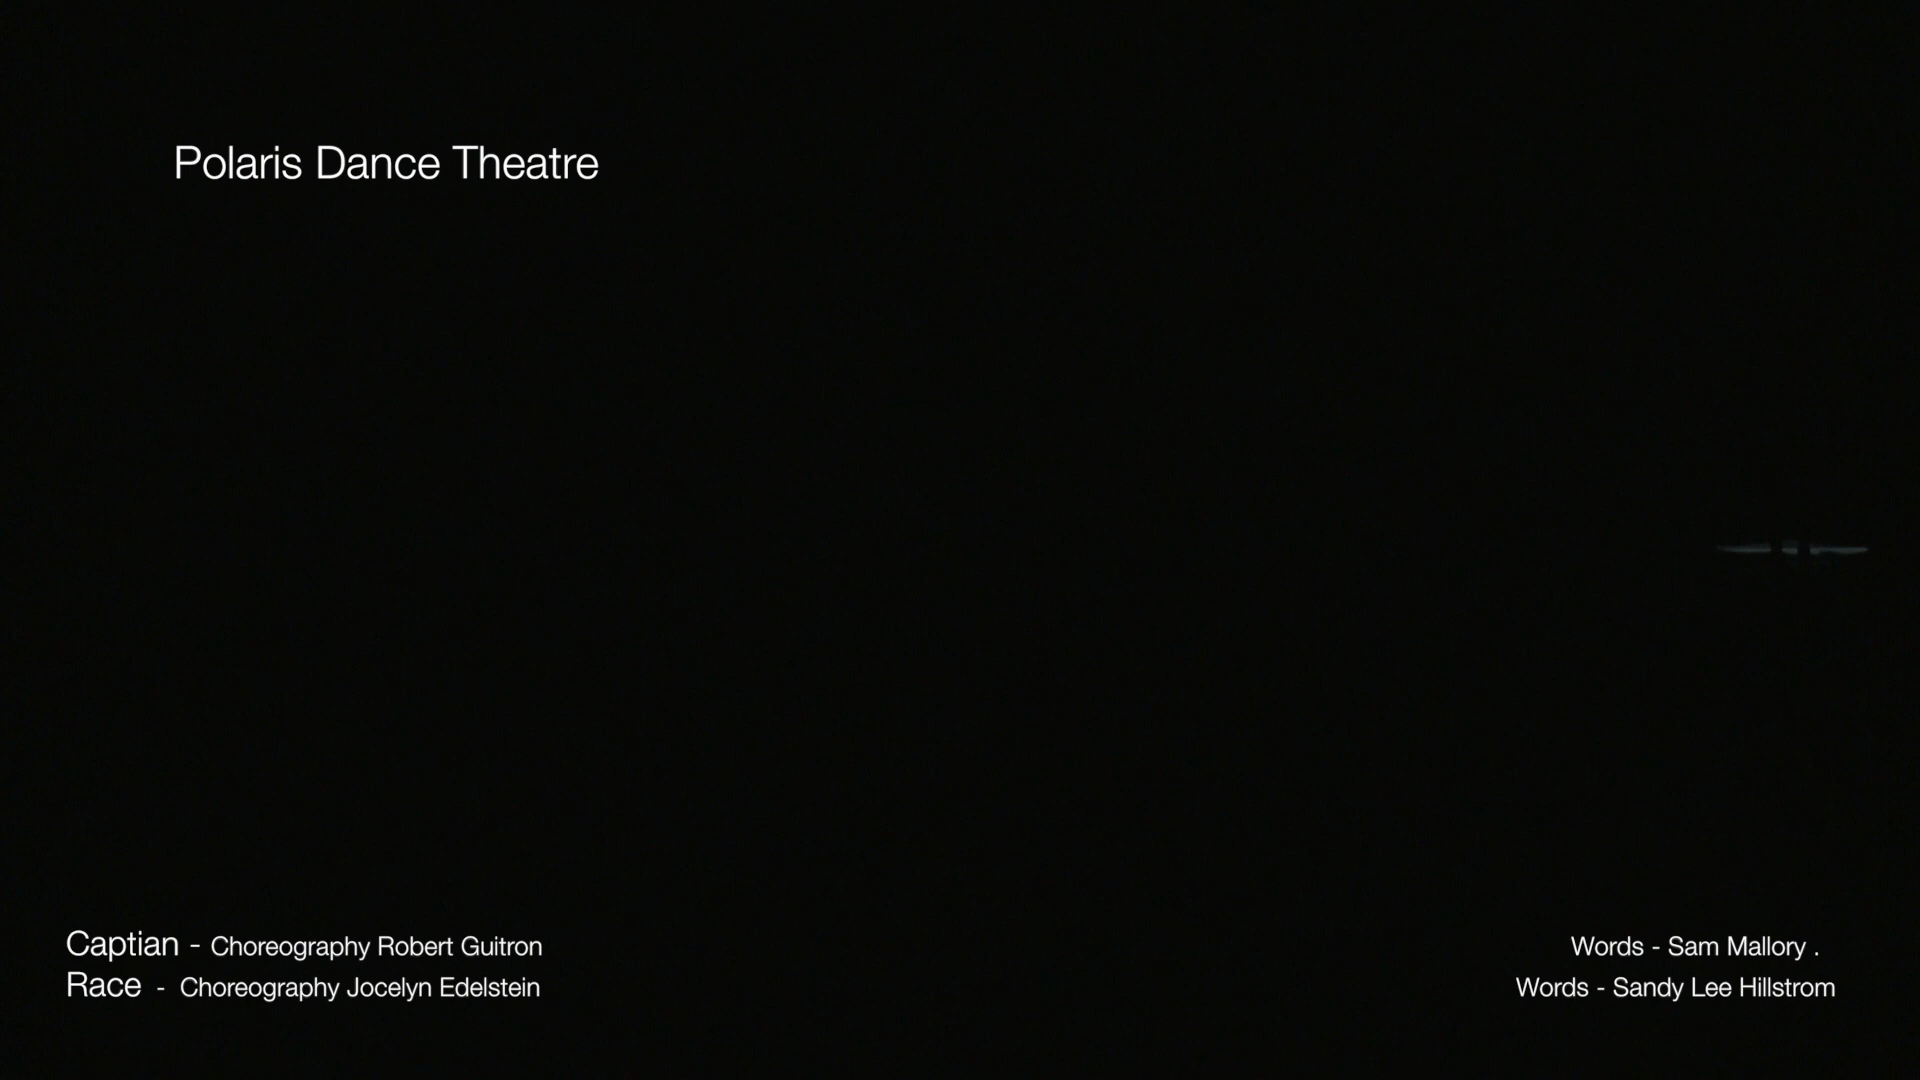 Polaris Dance Theatre
Captian - Choreography Robert Guitron
Words - Sam Mallory .
Race - Choreography Jocelyn Edelstein
Words - Sandy Lee Hillstrom